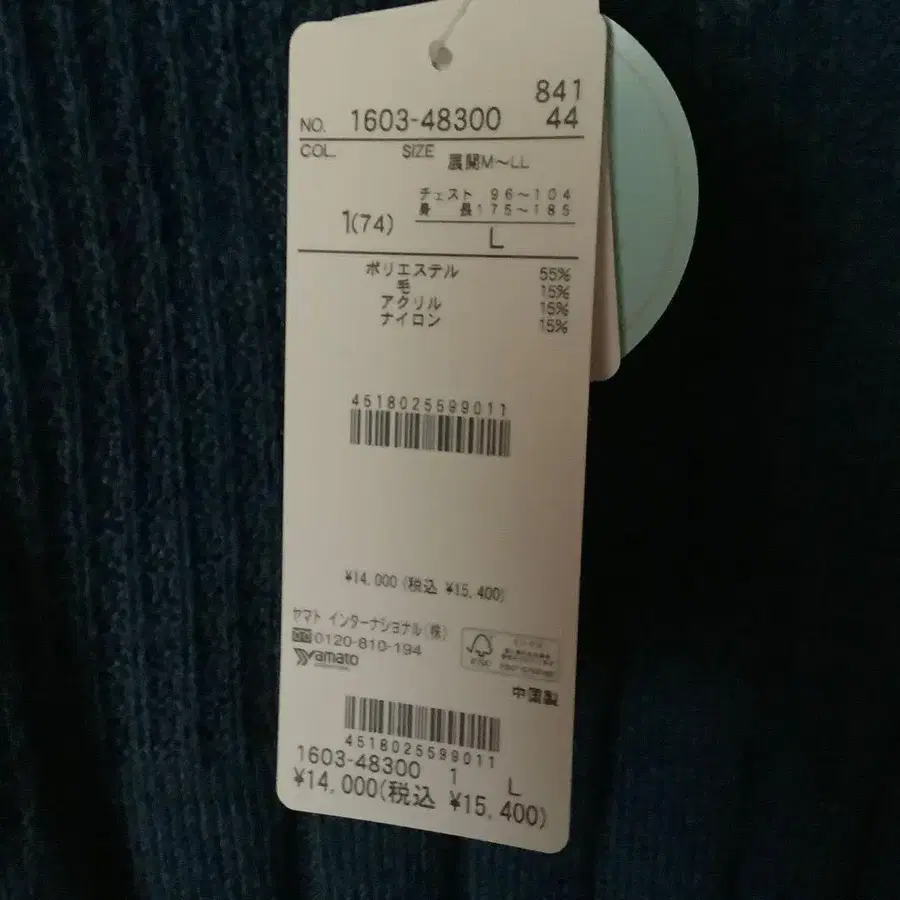 841
NO. 1603-48300 44
COL. SIZE 展開M～LL
チェスト 96～104
身長175～185
1(74) L
ポリエステル 55%
毛 15%
アクリル 15%
ナイロン 15%
4518025599011
¥14,000 (税込 ¥15,400)
ヤマト インターナショナル(株)
0120-810-194
Yamato
FSC
中国製
4518025599011
1603-48300 1 L
¥14,000(税込 ¥15,400)